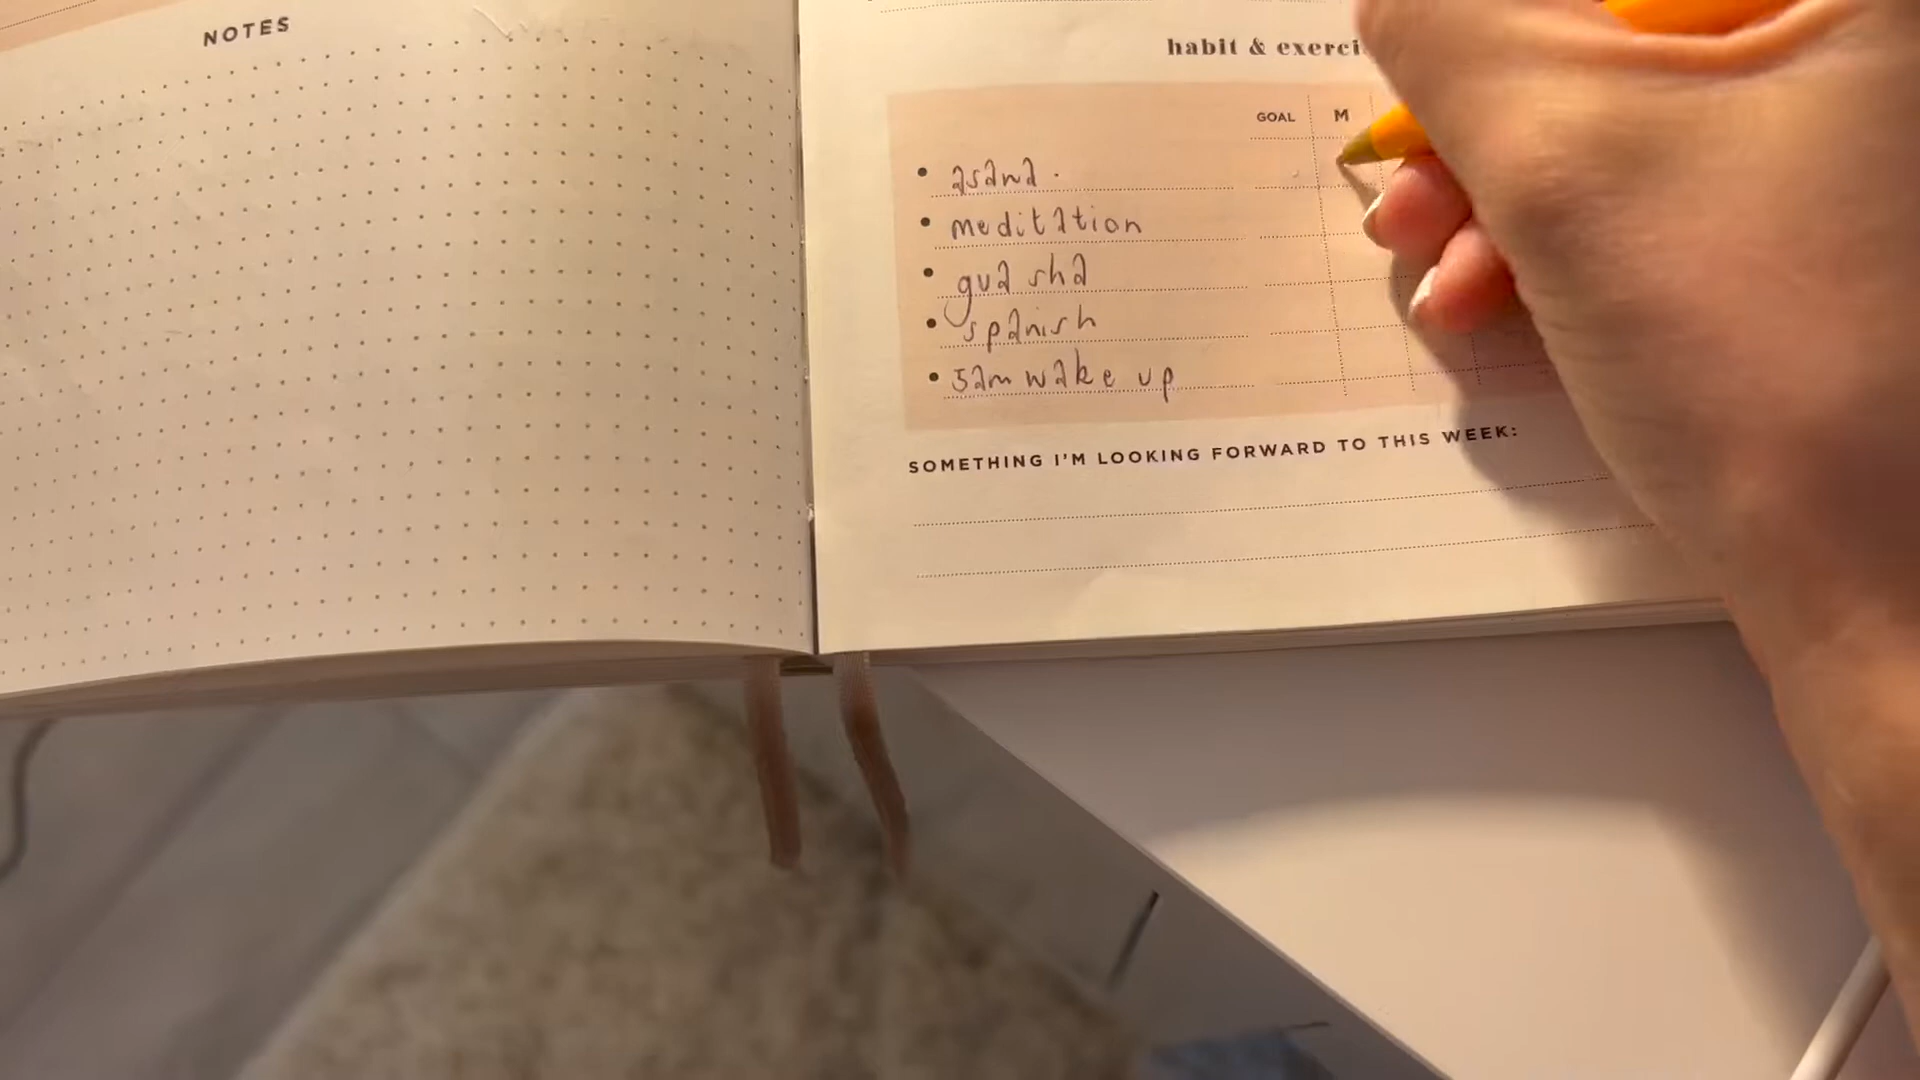 NOTES
habit & exerci
GOAL M
asana.
meditation
gua sha
spanish
5am wake up
SOMETHING I'M LOOKING FORWARD TO THIS WEEK: